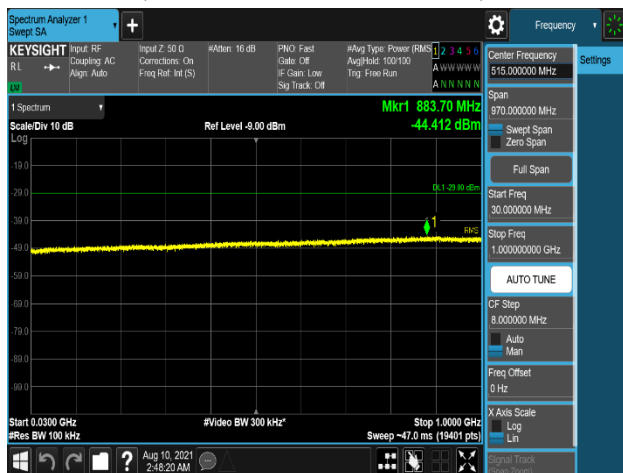 Spectrum Analyzer 1
Swept SA
+
Frequency
KEYSIGHT
RL
LXI
Input: RF
Coupling: AC
Align: Auto
Input Z: 50 Ω
Corrections: On
Freq Ref: Int (S)
#Atten: 16 dB
PNO: Fast
Gate: Off
IF Gain: Low
Sig Track: Off
#Avg Type: Power (RMS
Avg|Hold: 100/100
Trig: Free Run
1 2 3 4 5 6
A W W W W W
A N N N N N
1 Spectrum
Scale/Div 10 dB
Log
Ref Level -9.00 dBm
Mkr1 883.70 MHz
-44.412 dBm
-19.0
-29.0
-39.0
-49.0
-59.0
-69.0
-79.0
-89.0
-99.0
DL1 -29.00 dBm
1
RMS
Start 0.0300 GHz
#Res BW 100 kHz
#Video BW 300 kHz*
Stop 1.0000 GHz
Sweep ~47.0 ms (19401 pts)
?
Aug 10, 2021
2:48:20 AM
Center Frequency
515.000000 MHz
Settings
Span
970.000000 MHz
Swept Span
Zero Span
Full Span
Start Freq
30.000000 MHz
Stop Freq
1.000000000 GHz
AUTO TUNE
CF Step
8.000000 MHz
Auto
Man
Freq Offset
0 Hz
X Axis Scale
Log
Lin
Signal Track
(Span Zoom)